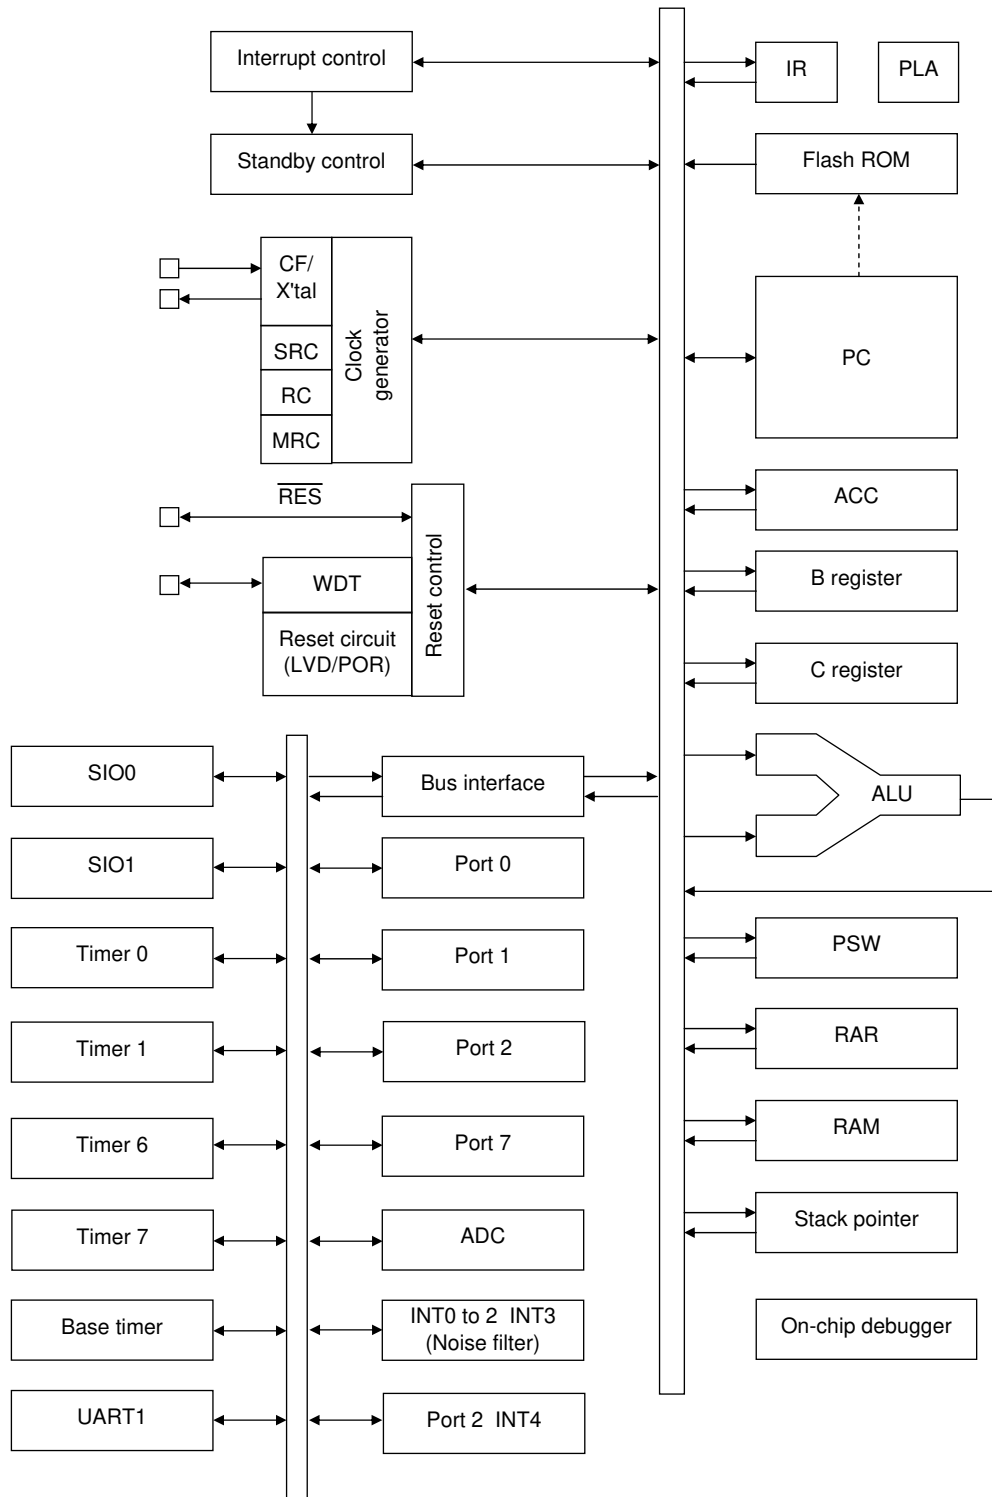 Interrupt control
IR
PLA
Standby control
Flash ROM
CF/
X'tal
SRC
RC
MRC
Clock
generator
PC
RES
ACC
WDT
Reset circuit
(LVD/POR)
Reset control
B register
C register
SIO0
Bus interface
ALU
SIO1
Port 0
Timer 0
Port 1
PSW
Timer 1
Port 2
RAR
Timer 6
Port 7
RAM
Timer 7
ADC
Stack pointer
Base timer
INT0 to 2 INT3
(Noise filter)
On-chip debugger
UART1
Port 2 INT4